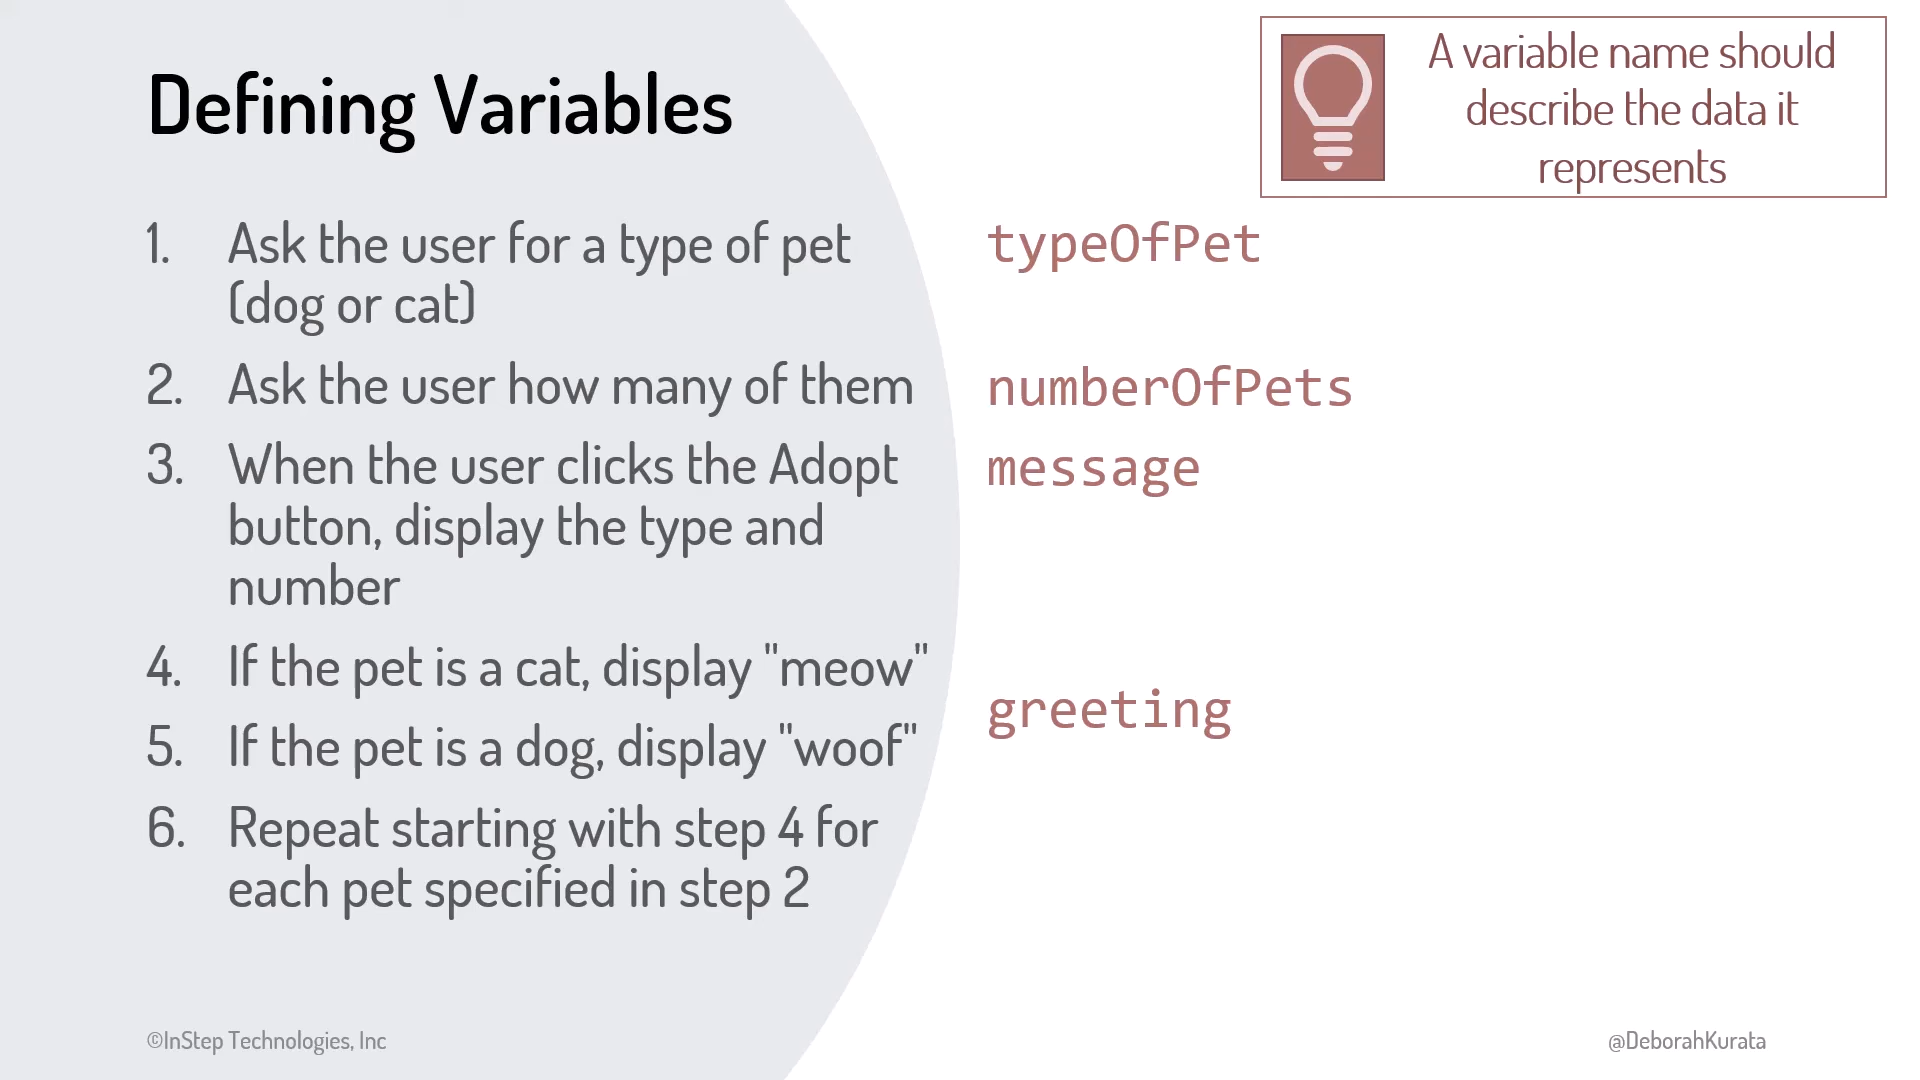 Defining Variables
A variable name should
describe the data it
represents
1. Ask the user for a type of pet
(dog or cat)
typeOfPet
2. Ask the user how many of them
numberOfPets
3. When the user clicks the Adopt
button, display the type and
number
message
4. If the pet is a cat, display "meow"
5. If the pet is a dog, display "woof"
greeting
6. Repeat starting with step 4 for
each pet specified in step 2
©InStep Technologies, Inc
@DeborahKurata